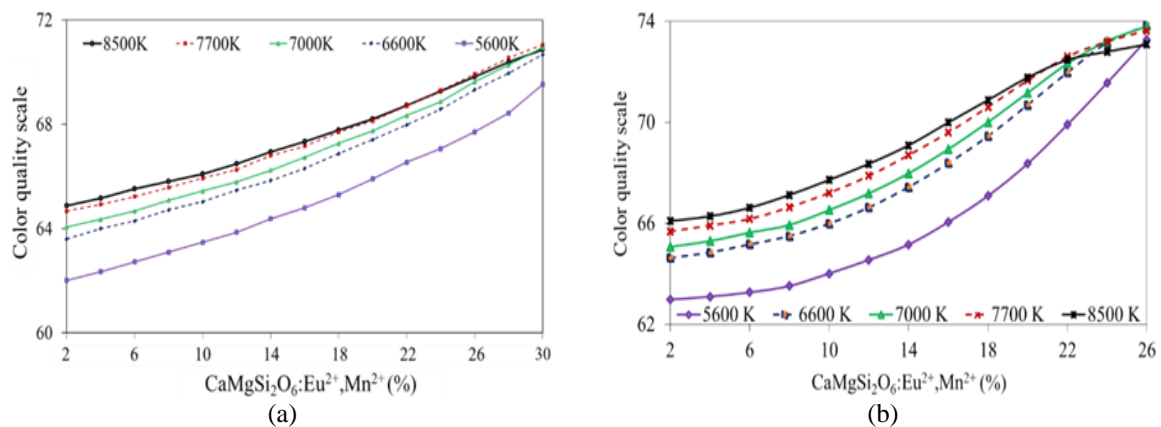 72
8500K 7700K 7000K 6600K 5600K
68
64
60
Color quality scale
2 6 10 14 18 22 26 30
CaMgSi₂O₆:Eu²⁺,Mn²⁺ (%)
(a)
74
70
66
62
Color quality scale
5600 K 6600 K 7000 K 7700 K 8500 K
2 6 10 14 18 22 26
CaMgSi₂O₆:Eu²⁺,Mn²⁺ (%)
(b)